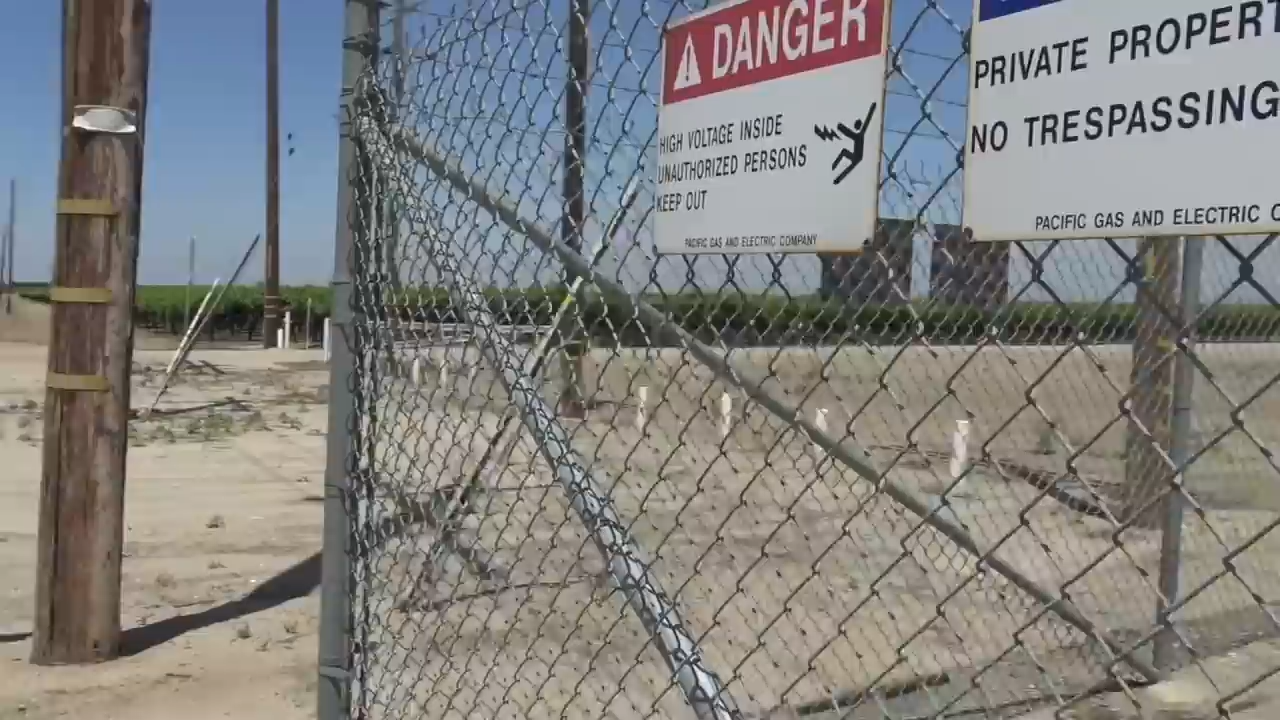 DANGER
HIGH VOLTAGE INSIDE
UNAUTHORIZED PERSONS
KEEP OUT
PACIFIC GAS AND ELECTRIC COMPANY
PRIVATE PROPERT
NO TRESPASSING
PACIFIC GAS AND ELECTRIC C